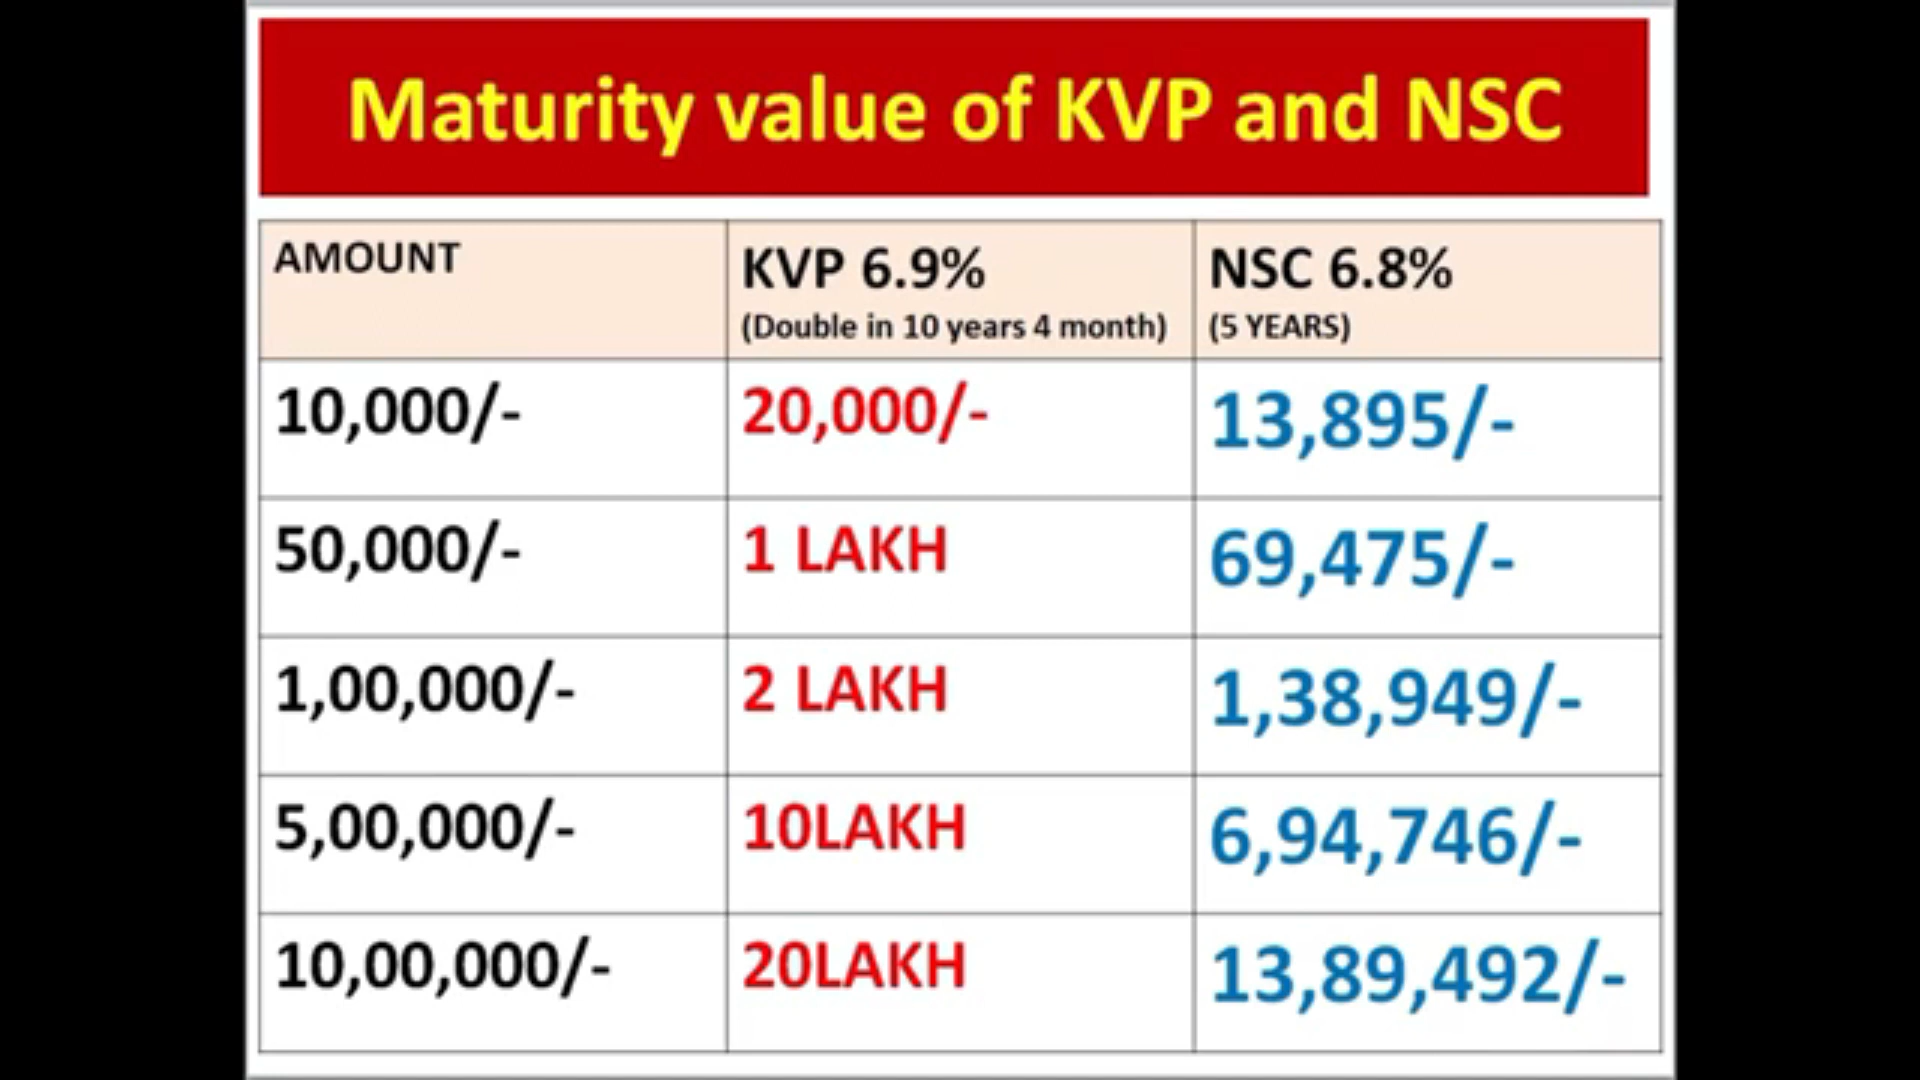 Maturity value of KVP and NSC
AMOUNT
KVP 6.9%
(Double in 10 years 4 month)
NSC 6.8%
(5 YEARS)
10,000/-
20,000/-
13,895/-
50,000/-
1 LAKH
69,475/-
1,00,000/-
2 LAKH
1,38,949/-
5,00,000/-
10LAKH
6,94,746/-
10,00,000/-
20LAKH
13,89,492/-